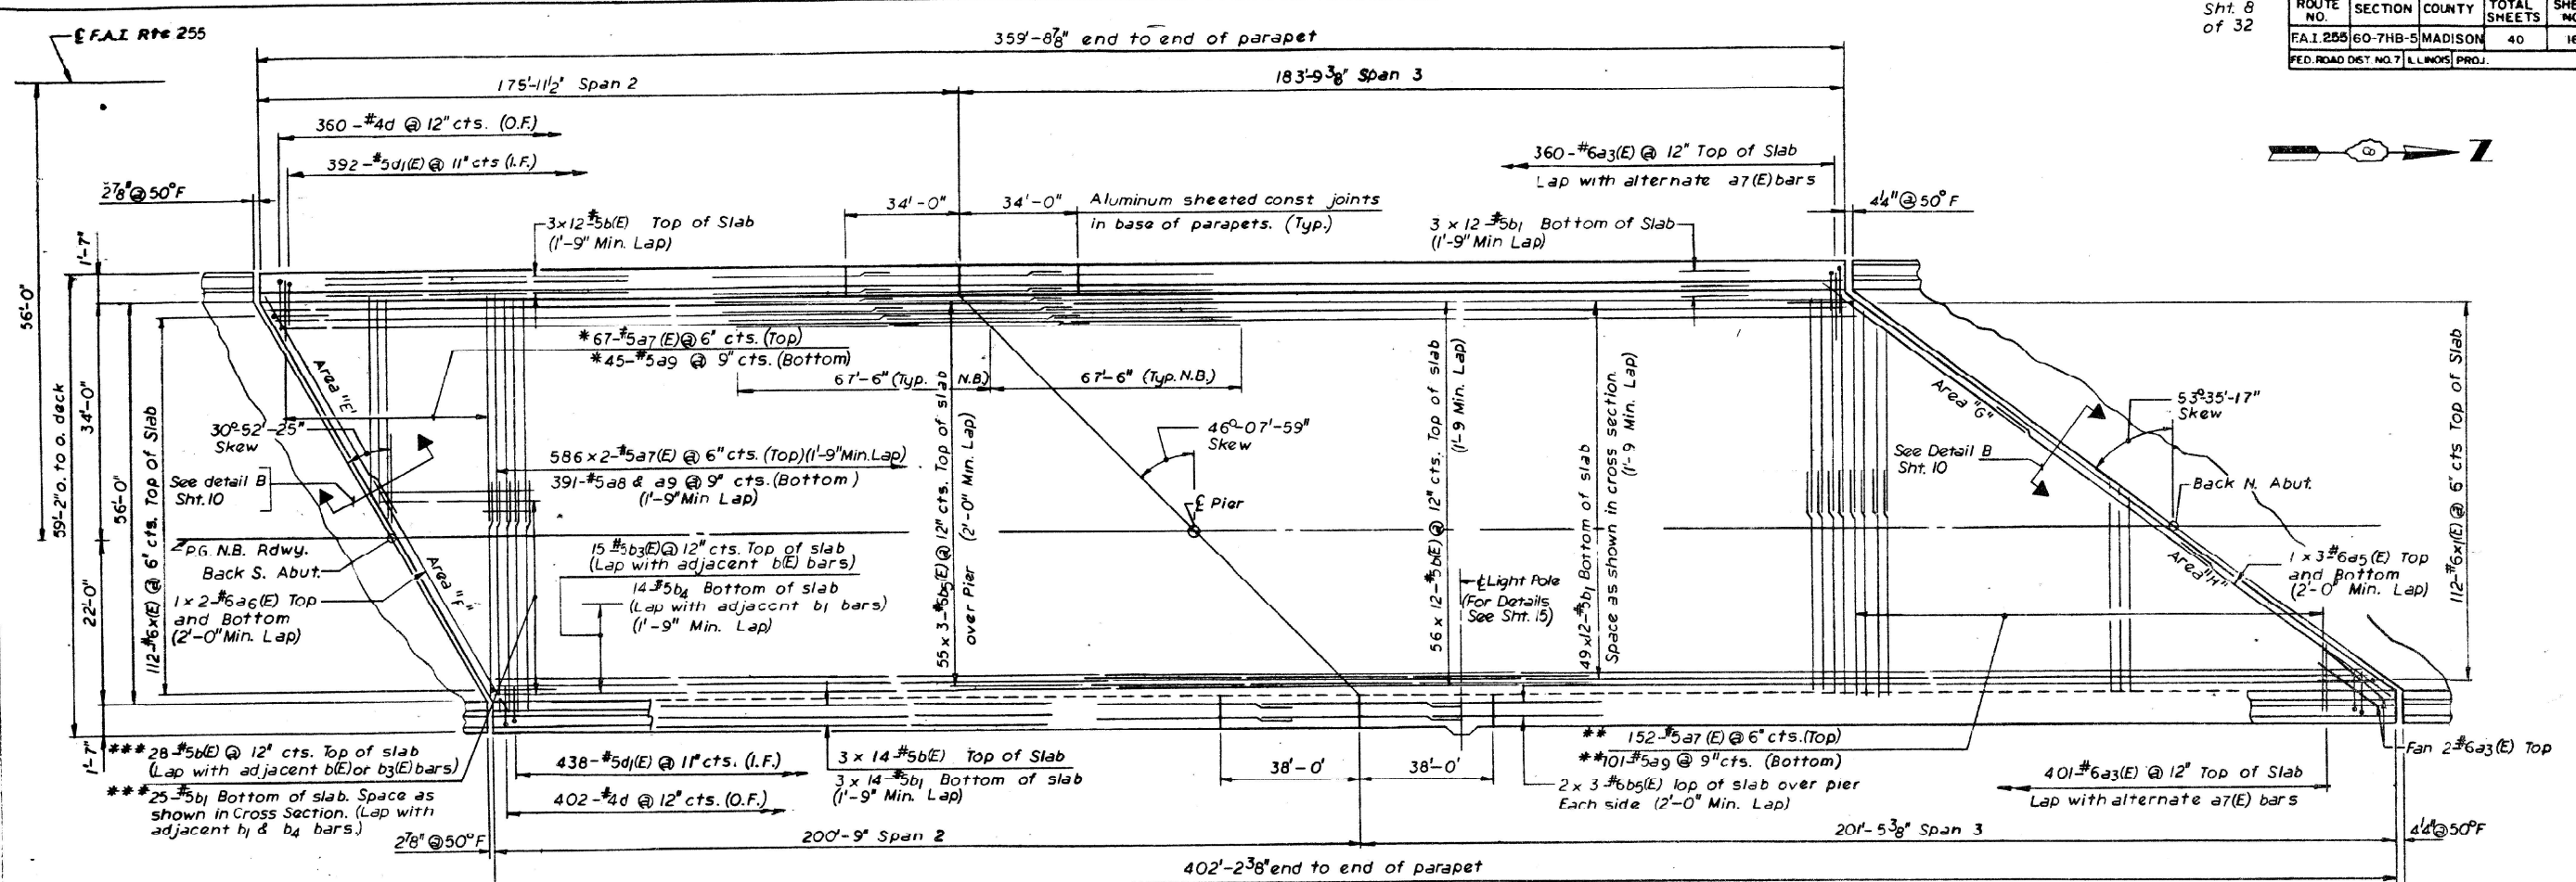 Sht. 8
of 32
ROUTE NO. SECTION COUNTY TOTAL SHEETS
F.A.I. 255 60-7HB-5 MADISON 40
FED. ROAD DIST. NO. 7 ILLINOIS PROJ.
℄ F.A.I. Rte 255
359'-8⅞" end to end of parapet
175'-11½" Span 2
183'-9⅜" Span 3
360-#4d @ 12" cts. (O.F.)
392-#5d1(E) @ 11" cts (I.F.)
2⅞" @ 50°F
360-#6a3(E) @ 12" Top of Slab
Lap with alternate a7(E) bars
4¼" @ 50°F
34'-0"
34'-0"
Aluminum sheeted const joints
in base of parapets. (Typ.)
3 x 12-#5b(E) Top of Slab
(1'-9" Min. Lap)
3 x 12-#5b1 Bottom of Slab
(1'-9" Min Lap)
1'-7"
56'-0"
59'-2" o. to o. deck
34'-0"
56'-0"
22'-0"
1'-7"
112-#6x(E) @ 6" cts. Top of Slab
*67-#5a7(E) @ 6" cts. (Top)
*45-#5a9 @ 9" cts. (Bottom)
67'-6" (Typ. N.B.)
67'-6" (Typ. N.B.)
Area "E"
30°-52'-25"
Skew
See detail B
Sht. 10
586 x 2-#5a7(E) @ 6" cts. (Top) (1'-9" Min. Lap)
391-#5a8 & a9 @ 9" cts. (Bottom)
(1'-9" Min Lap)
46°-07'-59"
Skew
℄ Pier
55 x 3-#5b5(E) @ 12" cts. Top of slab
over Pier (2'-0" Min. Lap)
56 x 12-#5b(E) @ 12" cts. Top of slab
(1'-9 Min. Lap)
49x12-#5b1 Bottom of slab
Space as shown in cross section.
(1'-9 Min. Lap)
Area "G"
53°-35'-17"
Skew
See Detail B
Sht. 10
Back N. Abut.
112-#6x1(E) @ 6" cts Top of Slab
P.G. N.B. Rdwy.
Back S. Abut.
1 x 2-#6a6(E) Top
and Bottom
(2'-0" Min. Lap)
Area "F"
15-#5b3(E) @ 12" cts. Top of slab
(Lap with adjacent b(E) bars)
14-#5b4 Bottom of slab
(Lap with adjacent b1 bars)
(1'-9" Min. Lap)
℄ Light Pole
(For Details
See Sht. 15)
Area "H"
1 x 3-#6a5(E) Top
and Bottom
(2'-0" Min. Lap)
***28-#5b(E) @ 12" cts. Top of slab
(Lap with adjacent b(E) or b3(E) bars)
***25-#5b1 Bottom of slab. Space as
shown in Cross Section. (Lap with
adjacent b1 & b4 bars.)
438-#5d1(E) @ 11" cts. (I.F.)
402-#4d @ 12" cts. (O.F.)
3 x 14-#5b(E) Top of Slab
3 x 14-#5b1 Bottom of slab
(1'-9" Min. Lap)
38'-0'
38'-0'
** 152-#5a7 (E) @ 6" cts. (Top)
**101-#5a9 @ 9" cts. (Bottom)
2 x 3-#6b5(E) Top of slab over pier
Each side (2'-0" Min. Lap)
401-#6a3(E) @ 12" Top of Slab
Lap with alternate a7(E) bars
Fan 2-#6a3(E) Top
2⅞" @ 50°F
200'-9" Span 2
201'-5⅜" Span 3
4¼" @ 50°F
402'-2⅜" end to end of parapet